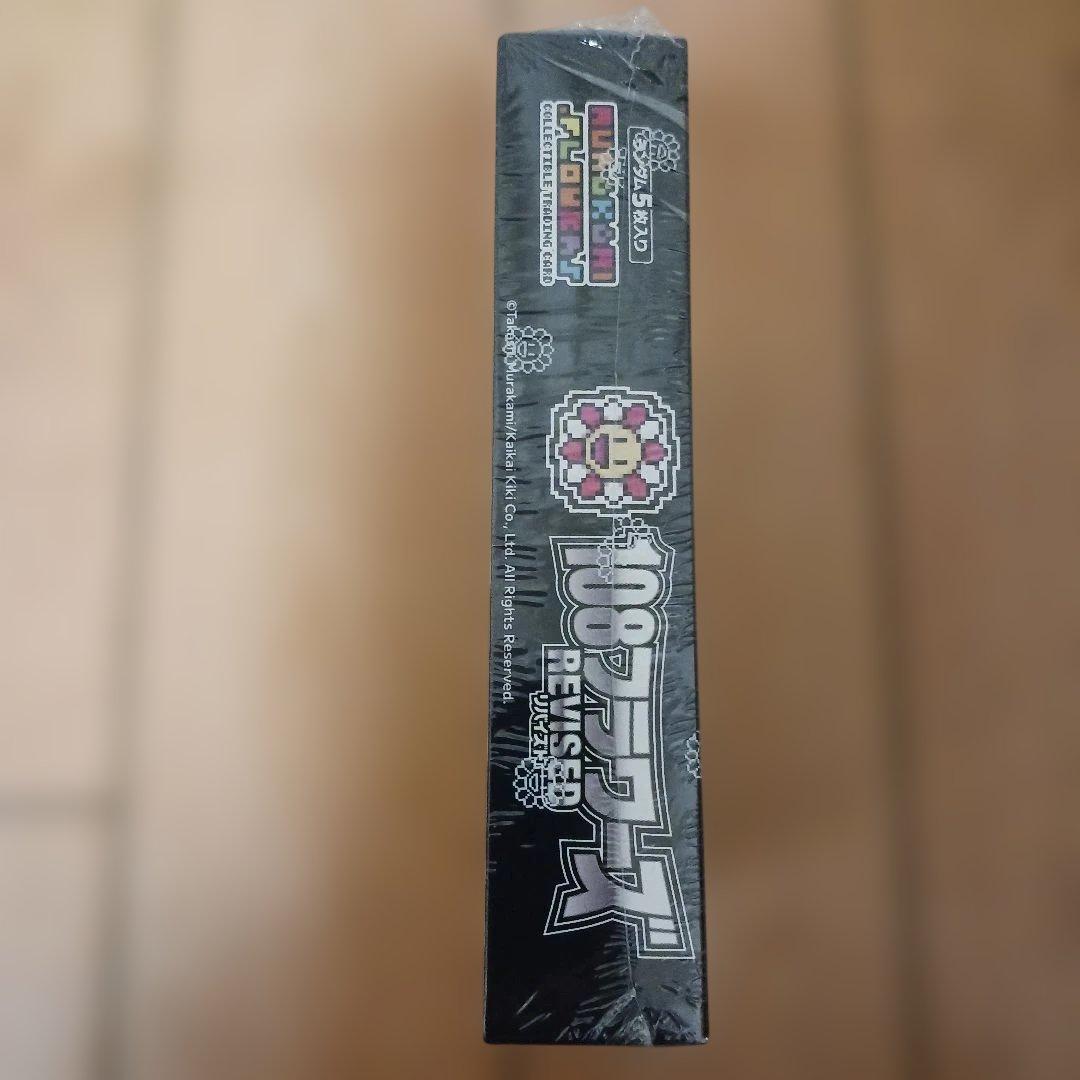 ランダム5枚入り
MURAKAMI
.FLOWERS
COLLECTIBLE TRADING CARD
108フラワーズ
REVISED
リバイスド
©Takashi Murakami/Kaikai Kiki Co., Ltd. All Rights Reserved.